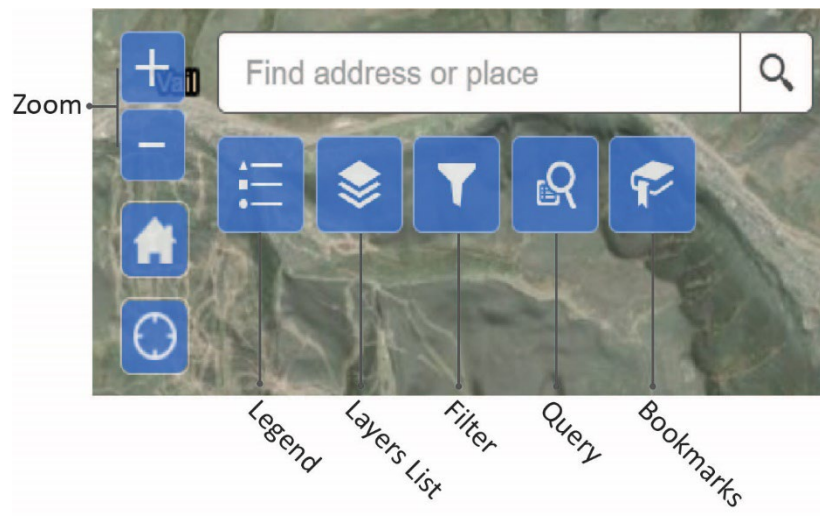 Vail
Find address or place
Zoom
Legend
Layers List
Filter
Query
Bookmarks